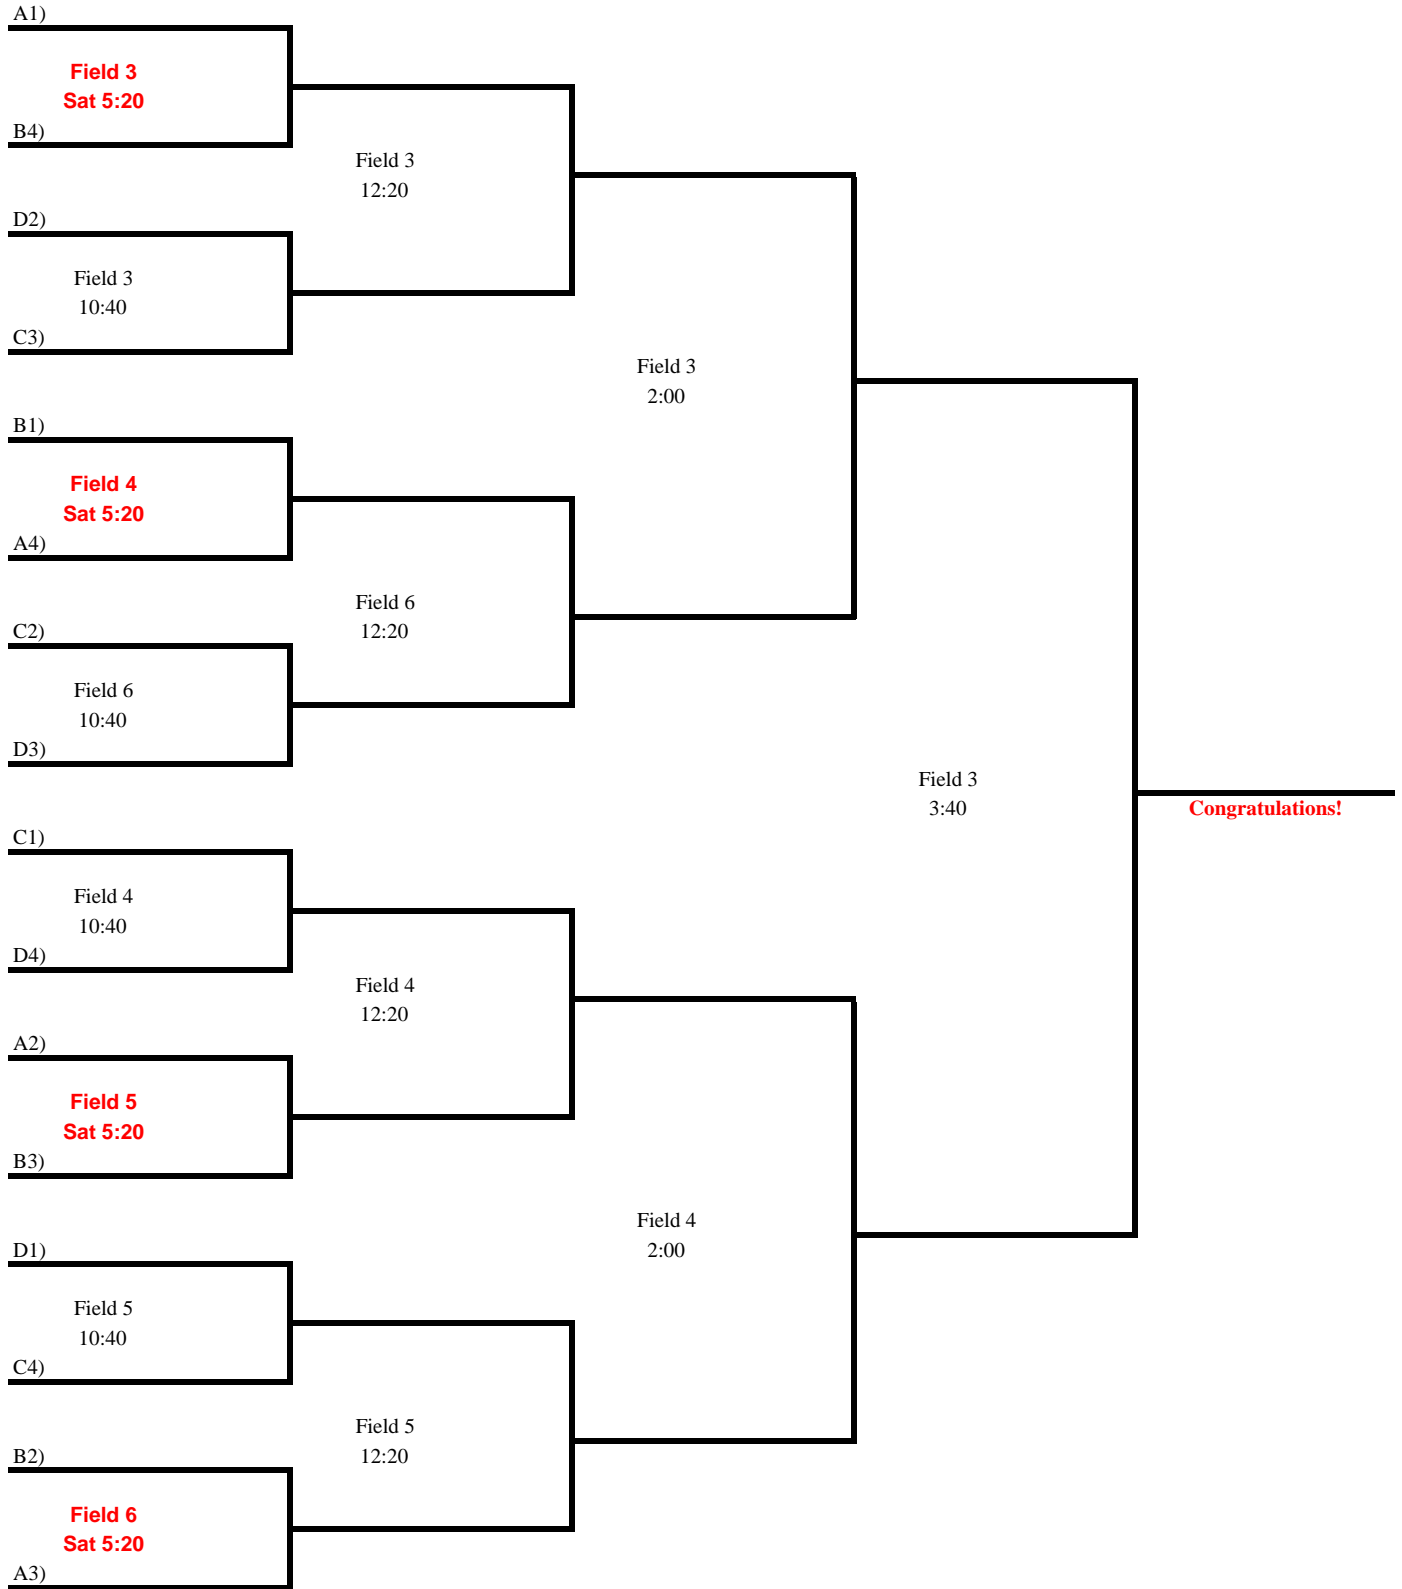 A1)
Field 3
Sat 5:20
B4)
Field 3
12:20
D2)
Field 3
10:40
C3)
Field 3
2:00
B1)
Field 4
Sat 5:20
A4)
Field 6
12:20
C2)
Field 6
10:40
D3)
Field 3
3:40
Congratulations!
C1)
Field 4
10:40
D4)
Field 4
12:20
A2)
Field 5
Sat 5:20
B3)
Field 4
2:00
D1)
Field 5
10:40
C4)
Field 5
12:20
B2)
Field 6
Sat 5:20
A3)